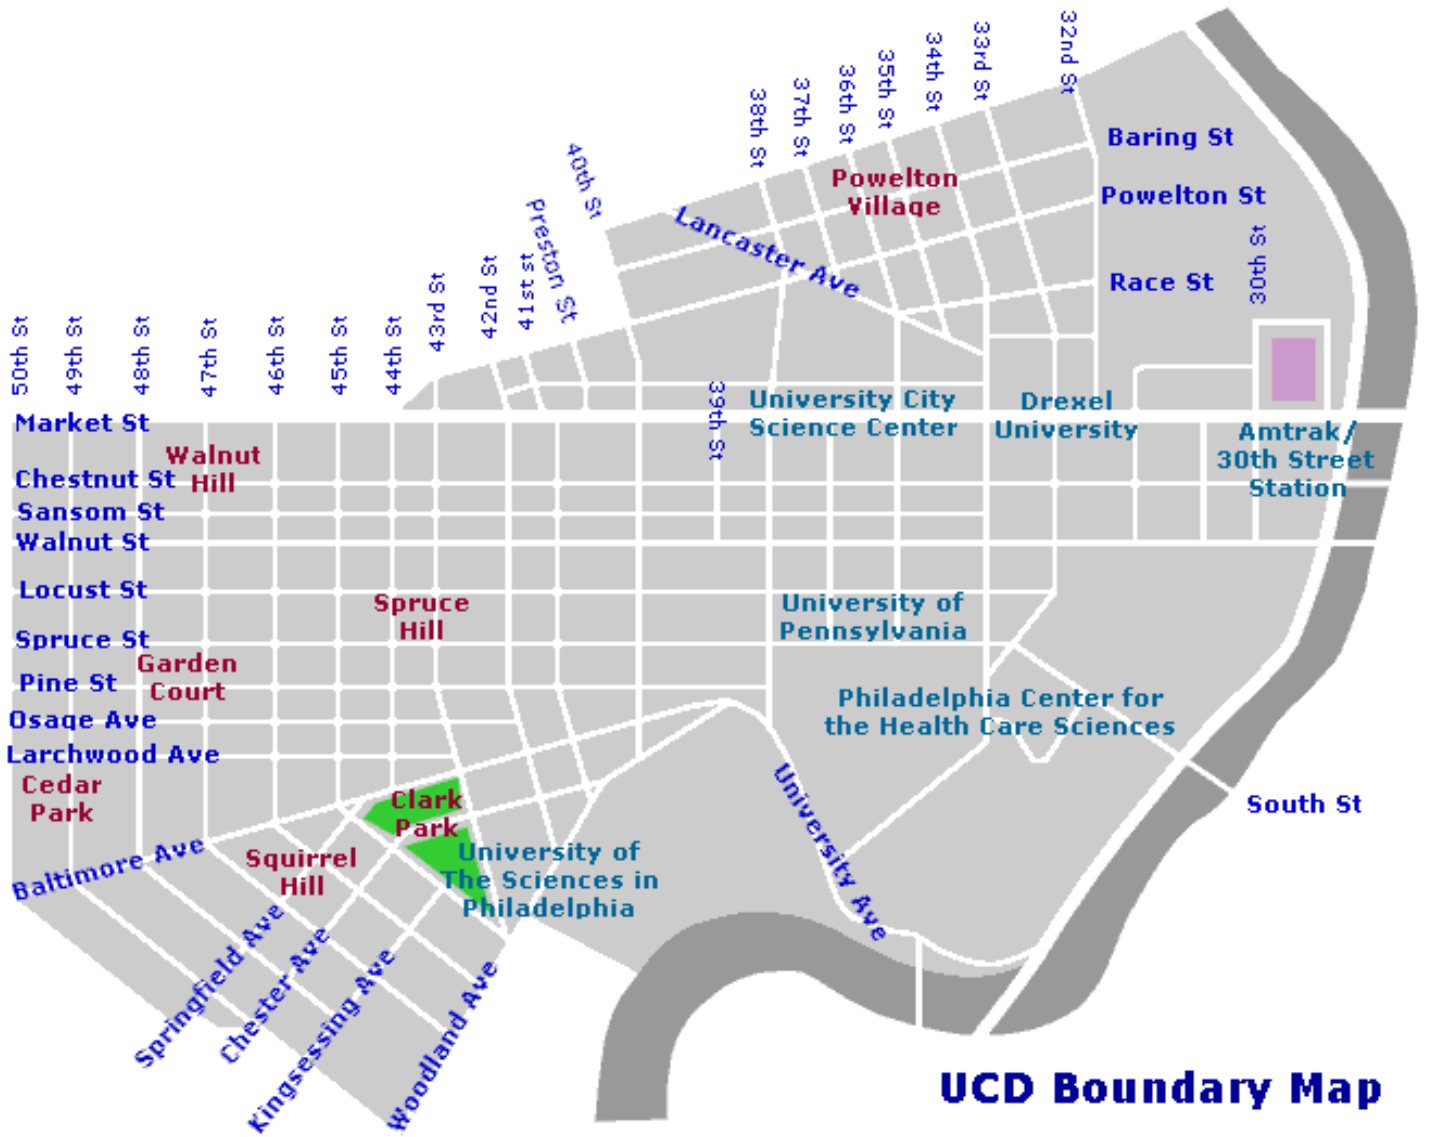 32nd St
33rd St
34th St
35th St
36th St
37th St
38th St
40th St
Preston St
41st st
42nd St
43rd St
44th St
45th St
46th St
47th St
48th St
49th St
50th St
39th St
30th St
Baring St
Powelton St
Race St
Powelton
Village
Lancaster Ave
Market St
Chestnut St
Sansom St
Walnut St
Locust St
Spruce St
Pine St
Osage Ave
Larchwood Ave
Baltimore Ave
Walnut
Hill
Spruce
Hill
Garden
Court
Cedar
Park
Clark
Park
Squirrel
Hill
University City
Science Center
Drexel
University
Amtrak/
30th Street
Station
University of
Pennsylvania
Philadelphia Center for
the Health Care Sciences
University of
The Sciences in
Philadelphia
University Ave
South St
Springfield Ave
Chester Ave
Kingsessing Ave
Woodland Ave
UCD Boundary Map